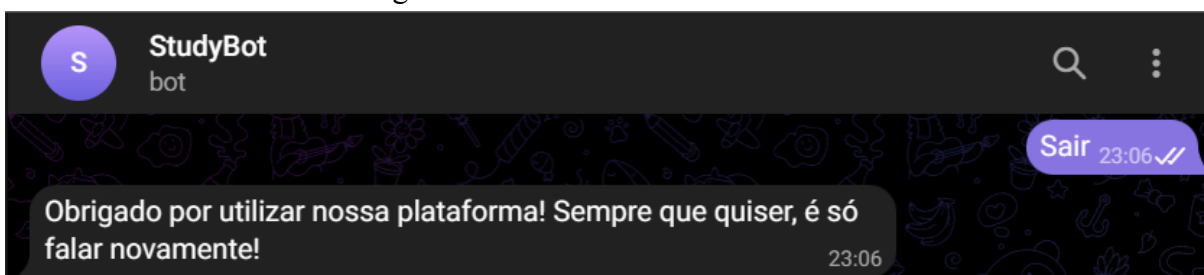 S
StudyBot
bot
Sair 23:06
Obrigado por utilizar nossa plataforma! Sempre que quiser, é só
falar novamente!
23:06